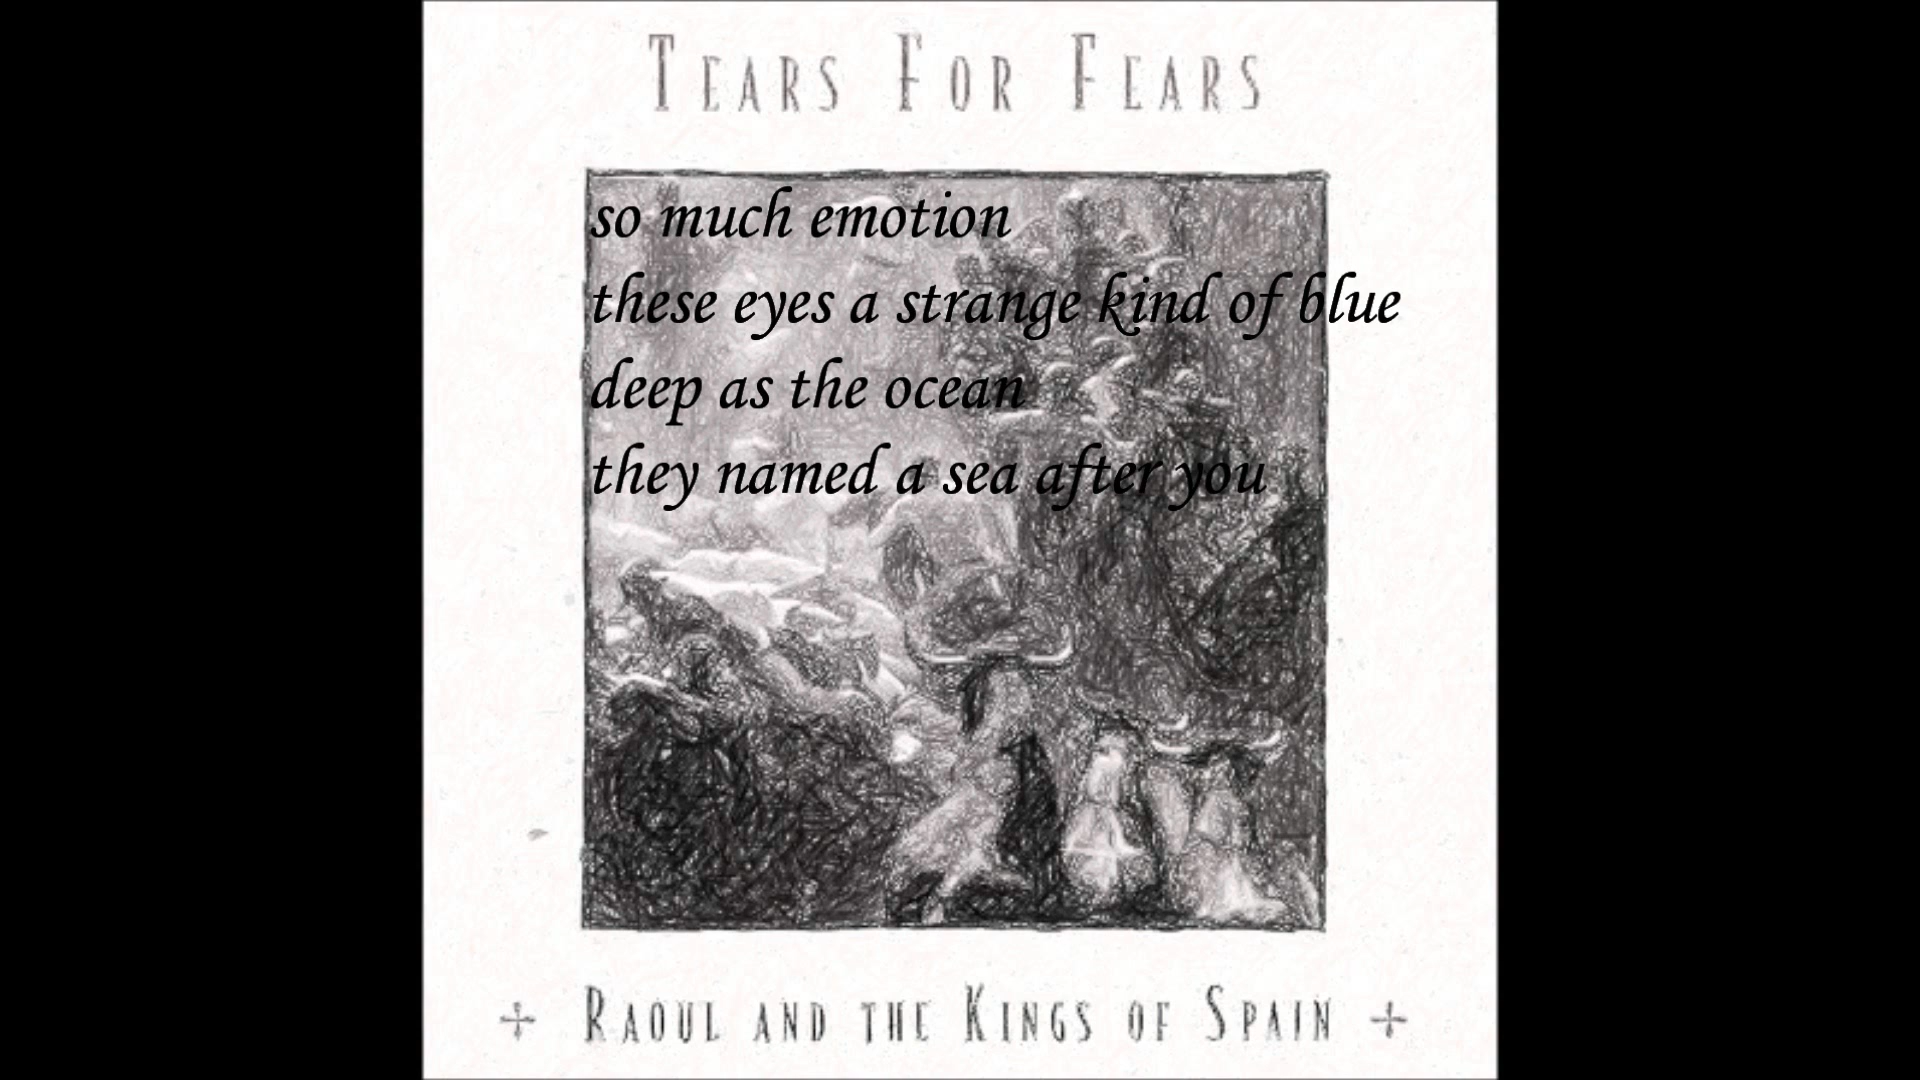 TEARS FOR FEARS
so much emotion
these eyes a strange kind of blue
deep as the ocean
they named a sea after you
RAOUL AND THE KINGS OF SPAIN